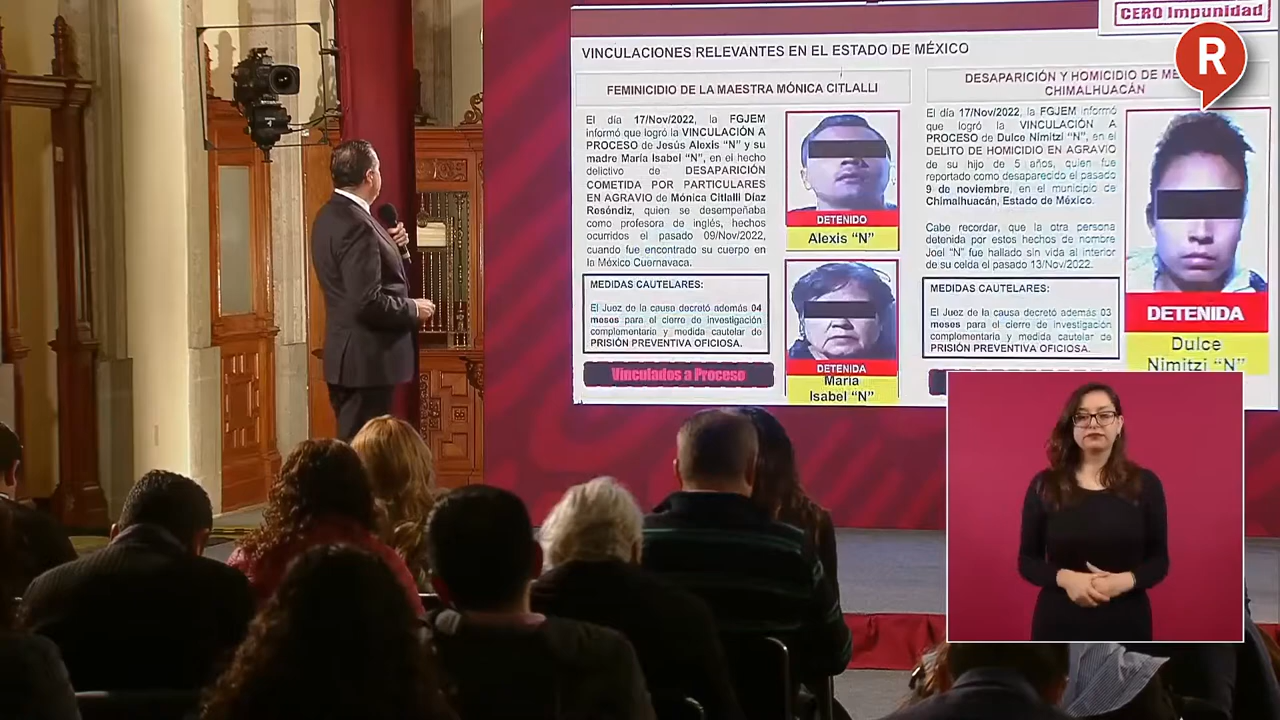 CERO Impunidad
R
VINCULACIONES RELEVANTES EN EL ESTADO DE MÉXICO
FEMINICIDIO DE LA MAESTRA MÓNICA CITLALLI
El día 17/Nov/2022, la FGJEM
informó que logró la VINCULACIÓN A
PROCESO de Jesús Alexis “N” y su
madre María Isabel “N”, en el hecho
delictivo de DESAPARICIÓN
COMETIDA POR PARTICULARES
EN AGRAVIO de Mónica Citlalli Díaz
Reséndiz, quien se desempeñaba
como profesora de inglés, hechos
ocurridos el pasado 09/Nov/2022,
cuando fue encontrado su cuerpo en
la México Cuernavaca.
MEDIDAS CAUTELARES:
El Juez de la causa decretó además 04
meses para el cierre de investigación
complementaria y medida cautelar de
PRISIÓN PREVENTIVA OFICIOSA.
Vinculados a Proceso
DETENIDO
Alexis “N”
DETENIDA
María
Isabel “N”
DESAPARICIÓN Y HOMICIDIO DE ME
CHIMALHUACÁN
El día 17/Nov/2022, la FGJEM informó
que logró la VINCULACIÓN A
PROCESO de Dulce Nimitzi “N”, en el
DELITO DE HOMICIDIO EN AGRAVIO
de su hijo de 5 años, quien fue
reportado como desaparecido el pasado
9 de noviembre, en el municipio de
Chimalhuacán, Estado de México.
Cabe recordar, que la otra persona
detenida por estos hechos de nombre
Joel “N” fue hallado sin vida al interior
de su celda el pasado 13/Nov/2022.
MEDIDAS CAUTELARES:
El Juez de la causa decretó además 03
meses para el cierre de investigación
complementaria y medida cautelar de
PRISIÓN PREVENTIVA OFICIOSA.
DETENIDA
Dulce
Nimitzi “N”